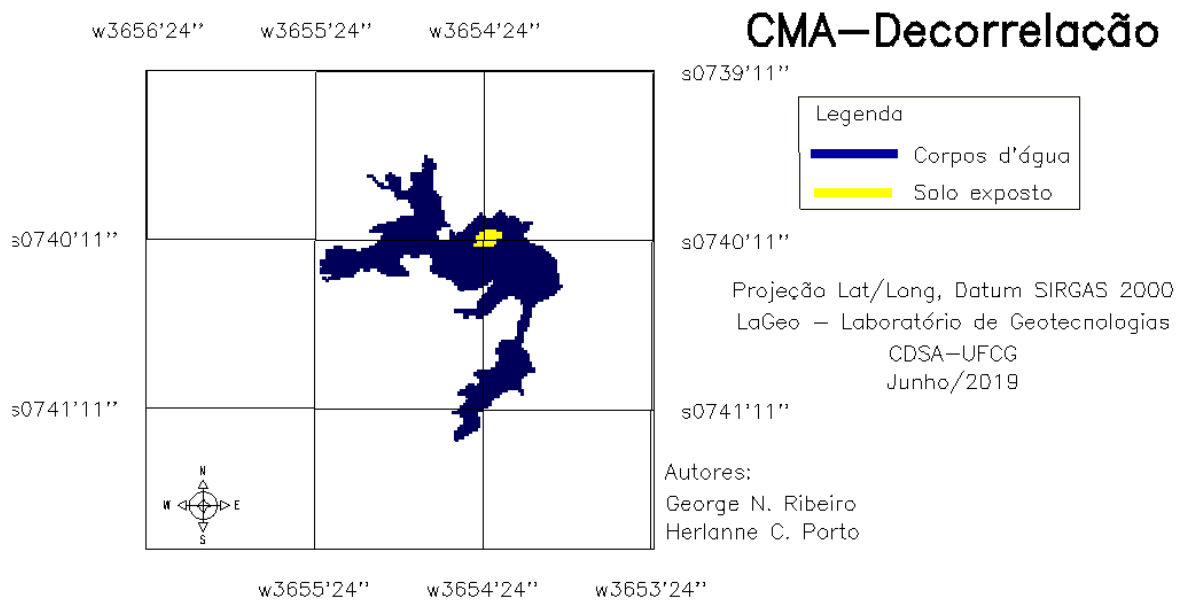 w3656'24" w3655'24" w3654'24"
CMA-Decorrelação
s0739'11"
Legenda
Corpos d'água
Solo exposto
s0740'11" s0740'11"
Projeção Lat/Long, Datum SIRGAS 2000
LaGeo - Laboratório de Geotecnologias
CDSA-UFCG
Junho/2019
s0741'11" s0741'11"
N
W E
S
Autores:
George N. Ribeiro
Herlanne C. Porto
w3655'24" w3654'24" w3653'24"